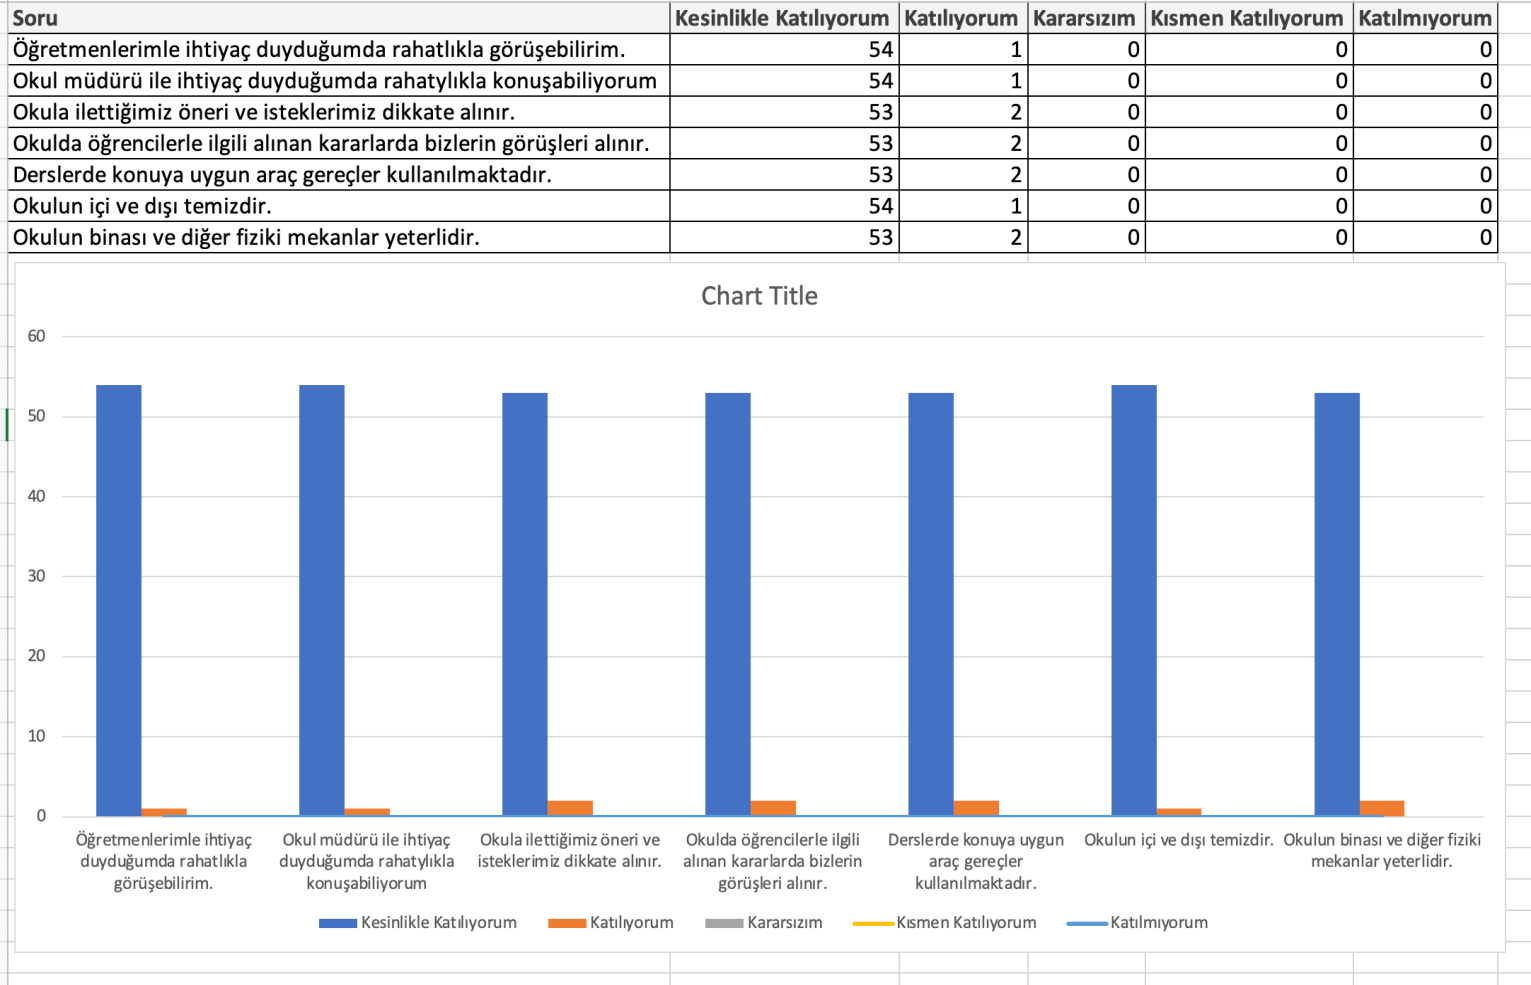 Soru Kesinlikle Katılıyorum Katılıyorum Kararsızım Kısmen Katılıyorum Katılmıyorum
Öğretmenlerimle ihtiyaç duyduğumda rahatlıkla görüşebilirim. 54 1 0 0 0
Okul müdürü ile ihtiyaç duyduğumda rahatylıkla konuşabiliyorum 54 1 0 0 0
Okula ilettiğimiz öneri ve isteklerimiz dikkate alınır. 53 2 0 0 0
Okulda öğrencilerle ilgili alınan kararlarda bizlerin görüşleri alınır. 53 2 0 0 0
Derslerde konuya uygun araç gereçler kullanılmaktadır. 53 2 0 0 0
Okulun içi ve dışı temizdir. 54 1 0 0 0
Okulun binası ve diğer fiziki mekanlar yeterlidir. 53 2 0 0 0
Chart Title
60
50
40
30
20
10
0
Öğretmenlerimle ihtiyaç
duyduğumda rahatlıkla
görüşebilirim.
Okul müdürü ile ihtiyaç
duyduğumda rahatylıkla
konuşabiliyorum
Okula ilettiğimiz öneri ve
isteklerimiz dikkate alınır.
Okulda öğrencilerle ilgili
alınan kararlarda bizlerin
görüşleri alınır.
Derslerde konuya uygun
araç gereçler
kullanılmaktadır.
Okulun içi ve dışı temizdir.
Okulun binası ve diğer fiziki
mekanlar yeterlidir.
Kesinlikle Katılıyorum Katılıyorum Kararsızım Kısmen Katılıyorum Katılmıyorum